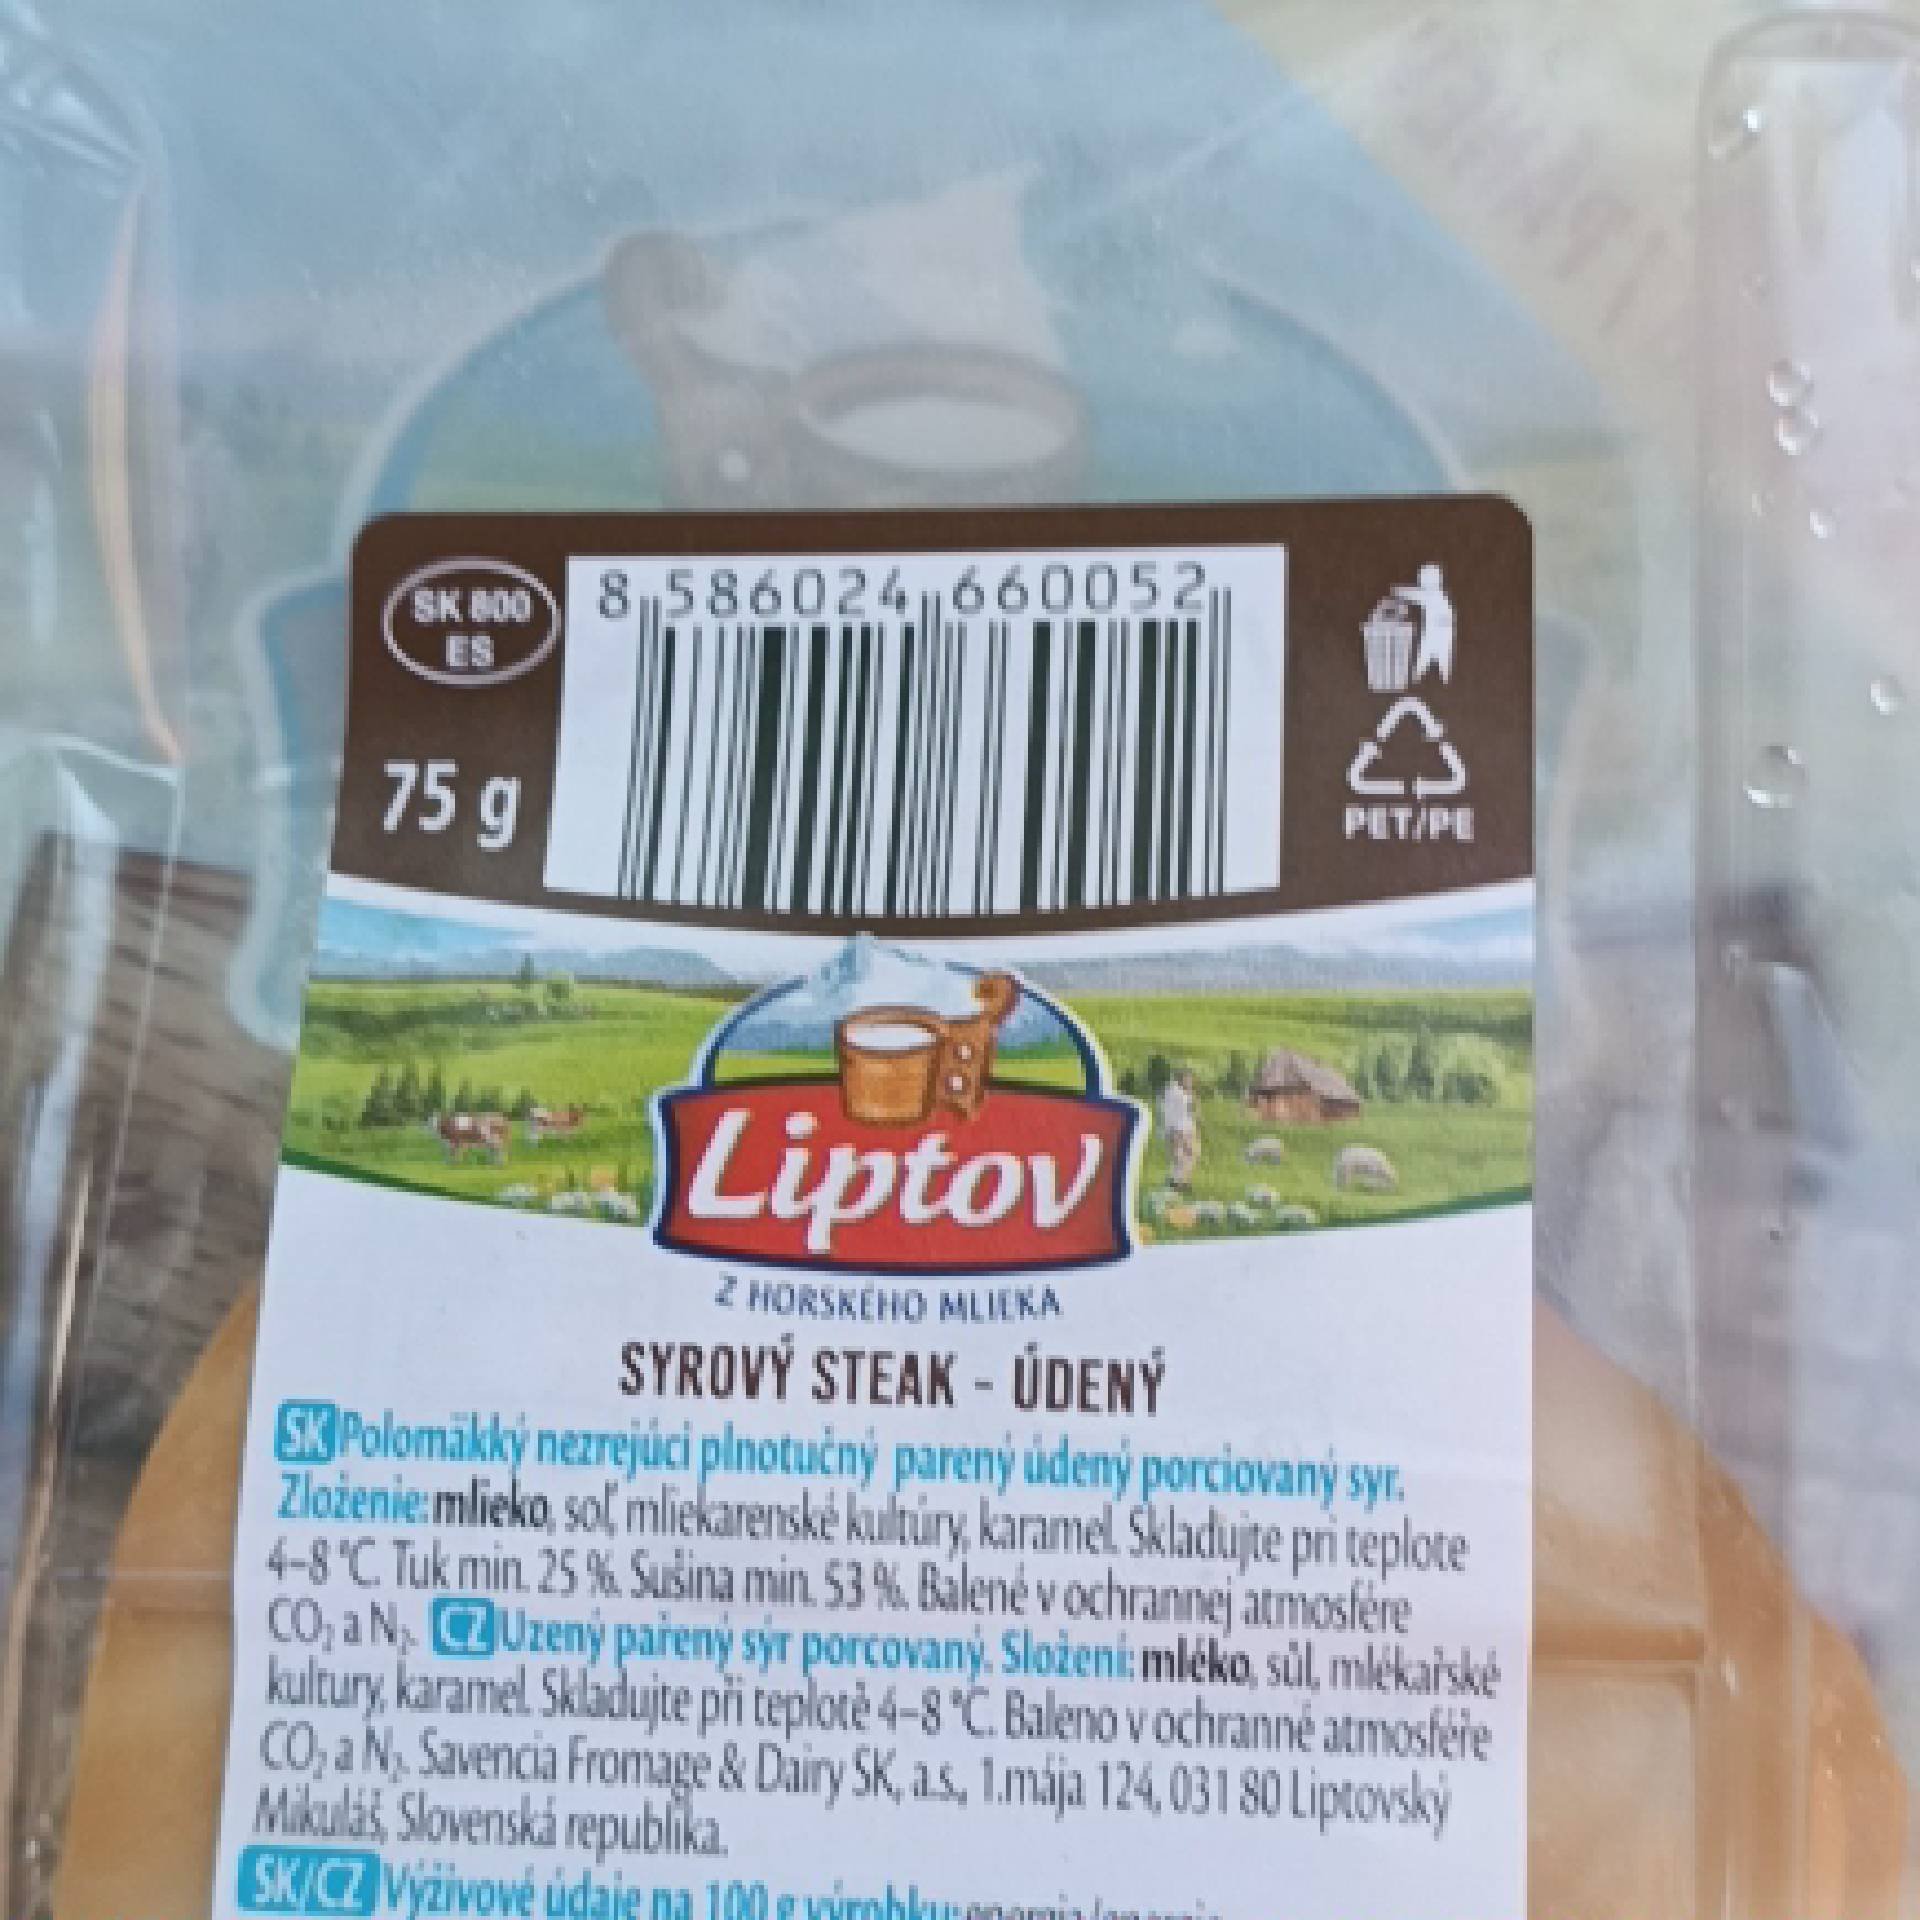 SK 800
ES
8 586024 660052
75 g
PET/PE
Liptov
Z HORSKÉHO MLIEKA
SYROVÝ STEAK - ÚDENÝ
SK Polomäkký nezrejúci plnotučný parený údený porciovaný syr.
Zloženie: mlieko, soľ, mliekarenské kultúry, karamel. Skladujte pri teplote
4–8 °C. Tuk min. 25 %. Sušina min. 53 %. Balené v ochrannej atmosfére
CO₂ a N₂. CZ Uzený pařený sýr porcovaný. Složení: mléko, sůl, mlékařské
kultury, karamel. Skladujte při teplotě 4–8 °C. Baleno v ochranné atmosféře
CO₂ a N₂. Savencia Fromage & Dairy SK, a.s., 1.mája 124, 031 80 Liptovský
Mikuláš, Slovenská republika.
SK/CZ Výživové údaje na 100 g výrobku: